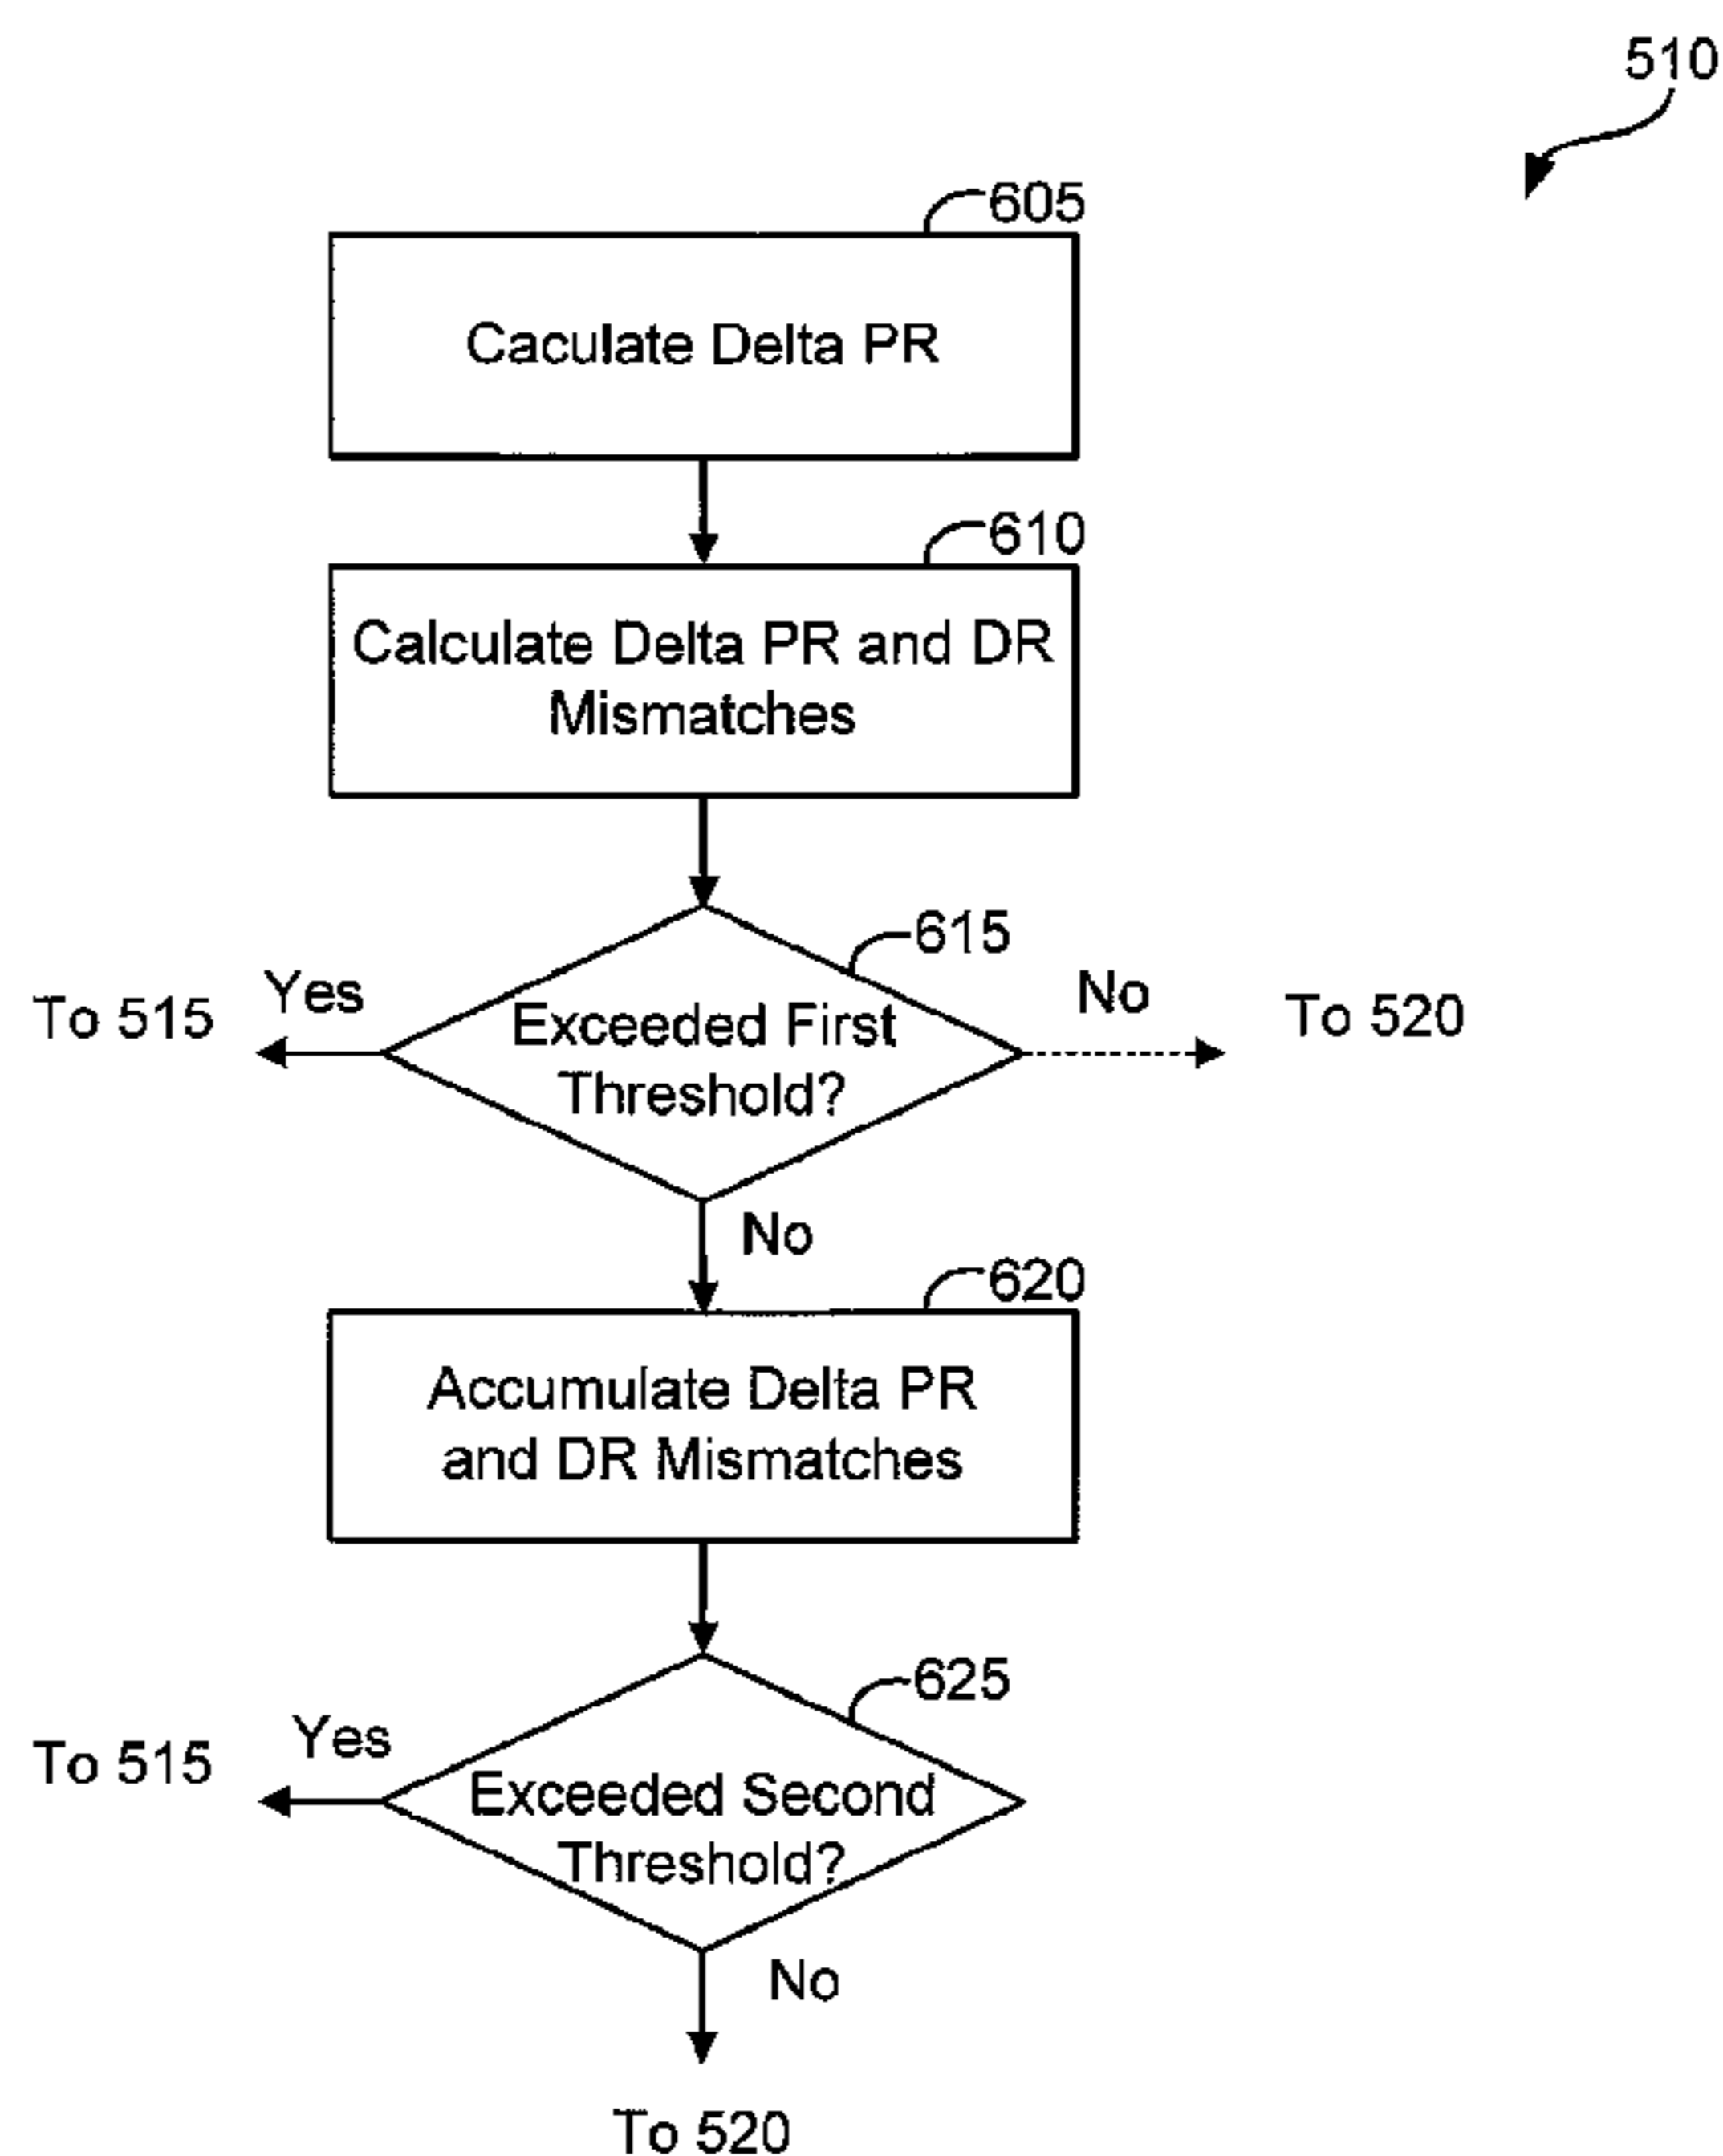 510
605
Caculate Delta PR
610
Calculate Delta PR and DR
Mismatches
615
Yes
No
To 515
To 520
Exceeded First
Threshold?
No
620
Accumulate Delta PR
and DR Mismatches
625
Yes
To 515
Exceeded Second
Threshold?
No
To 520